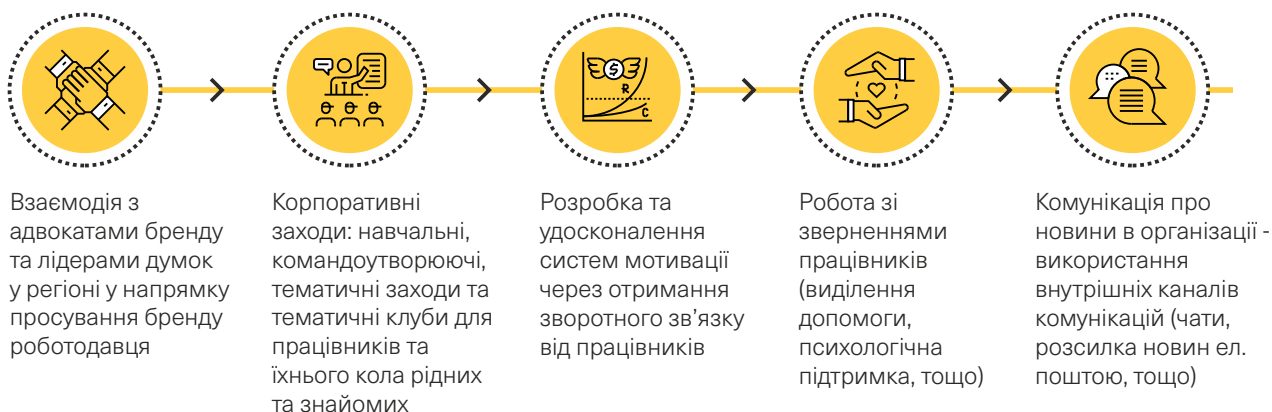 $
R
C
Взаємодія з
адвокатами бренду
та лідерами думок
у регіоні у напрямку
просування бренду
роботодавця
Корпоративні
заходи: навчальні,
командоутворюючі,
тематичні заходи та
тематичні клуби для
працівників та
їхнього кола рідних
та знайомих
Розробка та
удосконалення
систем мотивації
через отримання
зворотного зв’язку
від працівників
Робота зі
зверненнями
працівників
(виділення
допомоги,
психологічна
підтримка, тощо)
Комунікація про
новини в організації -
використання
внутрішніх каналів
комунікацій (чати,
розсилка новин ел.
поштою, тощо)